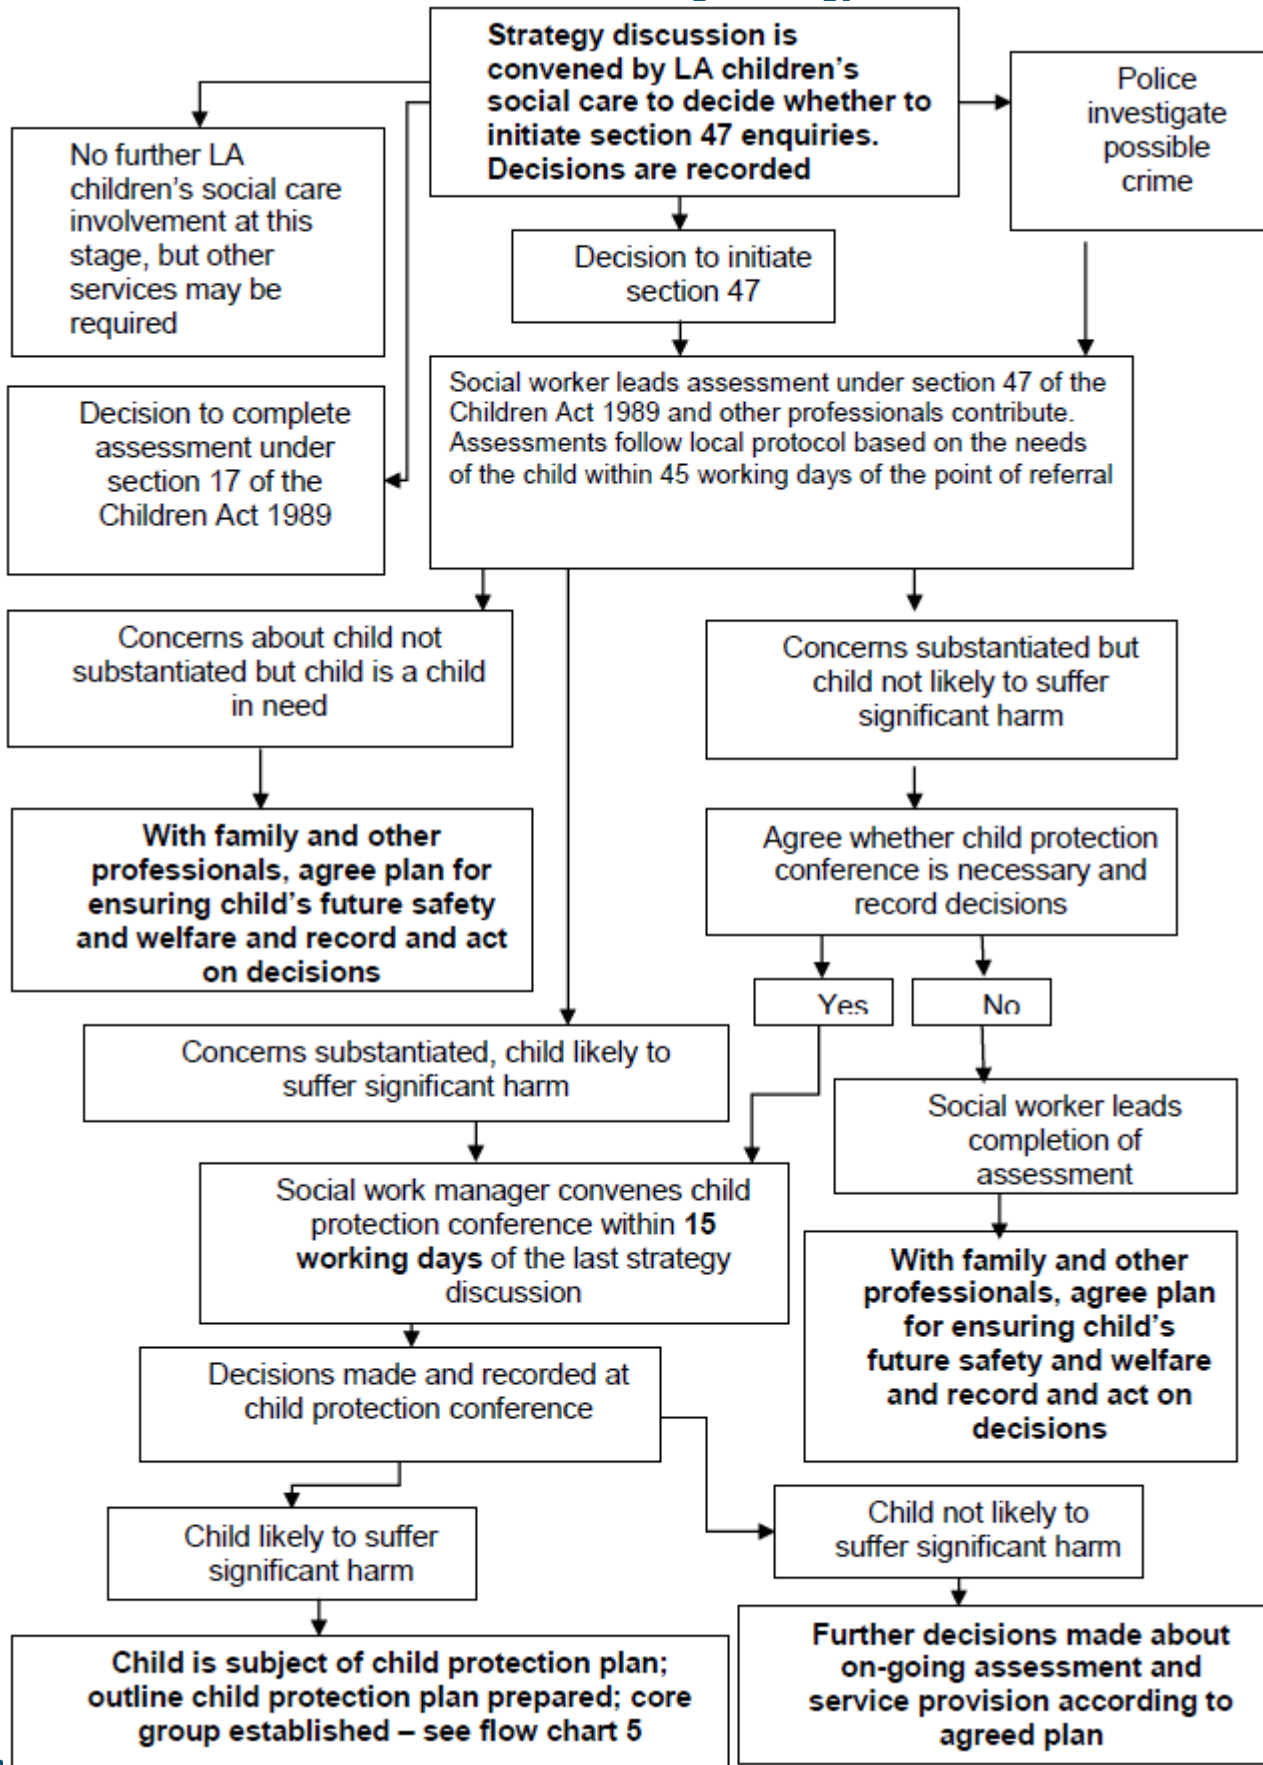 Strategy discussion is
convened by LA children's
social care to decide whether to
initiate section 47 enquiries.
Decisions are recorded
Police
investigate
possible
crime
No further LA
children's social care
involvement at this
stage, but other
services may be
required
Decision to initiate
section 47
Decision to complete
assessment under
section 17 of the
Children Act 1989
Social worker leads assessment under section 47 of the
Children Act 1989 and other professionals contribute.
Assessments follow local protocol based on the needs
of the child within 45 working days of the point of referral
Concerns about child not
substantiated but child is a child
in need
Concerns substantiated but
child not likely to suffer
significant harm
With family and other
professionals, agree plan for
ensuring child's future safety
and welfare and record and act
on decisions
Agree whether child protection
conference is necessary and
record decisions
Yes
No
Concerns substantiated, child likely to
suffer significant harm
Social worker leads
completion of
assessment
Social work manager convenes child
protection conference within 15
working days of the last strategy
discussion
With family and other
professionals, agree plan
for ensuring child's
future safety and welfare
and record and act on
decisions
Decisions made and recorded at
child protection conference
Child likely to suffer
significant harm
Child not likely to
suffer significant harm
Child is subject of child protection plan;
outline child protection plan prepared; core
group established – see flow chart 5
Further decisions made about
on-going assessment and
service provision according to
agreed plan